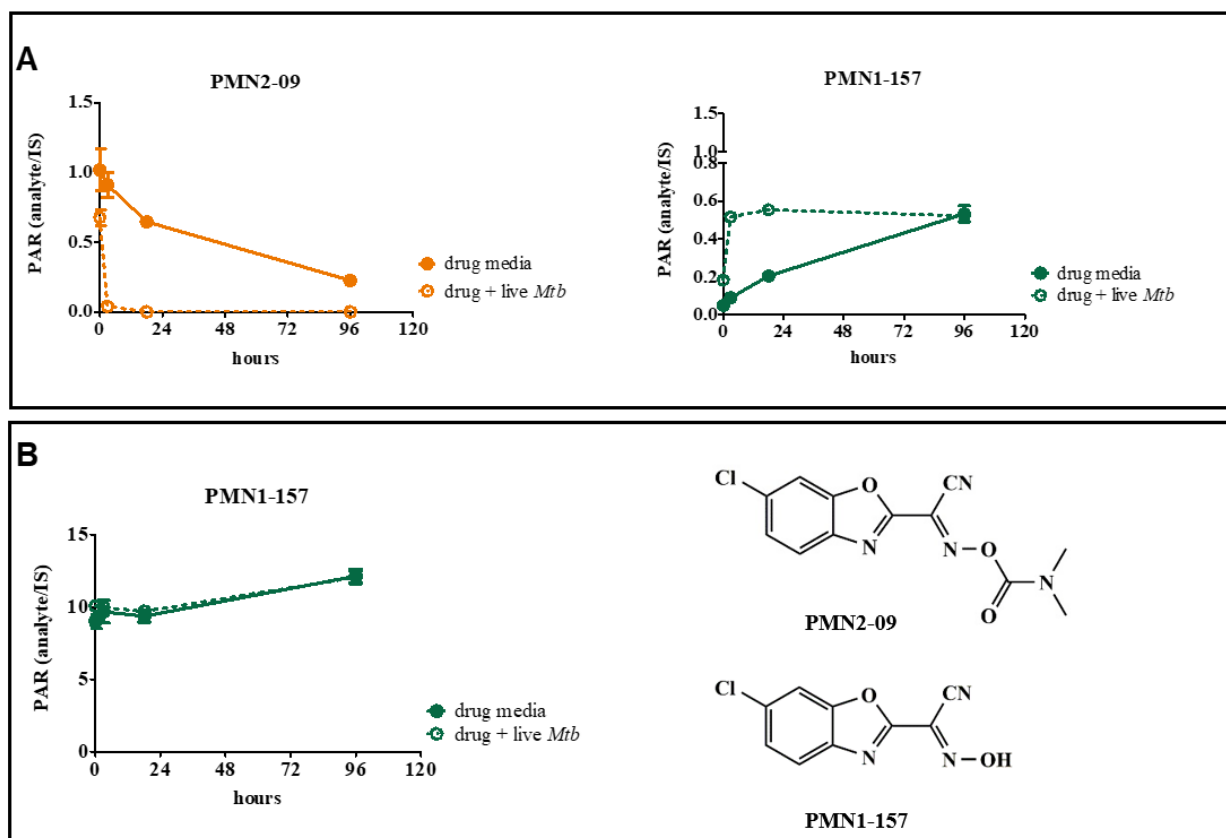 A
PMN2-09
PAR (analyte/IS)
1.5
1.0
0.5
0.0
0 24 48 72 96 120
hours
drug media
drug + live Mtb
PMN1-157
PAR (analyte/IS)
1.5
1.0
0.8
0.6
0.4
0.2
0.0
0 24 48 72 96 120
hours
drug media
drug + live Mtb
B
PMN1-157
PAR (analyte/IS)
15
10
5
0
0 24 48 72 96 120
hours
drug media
drug + live Mtb
Cl
O
CN
N
N
O
N
O
PMN2-09
Cl
O
CN
N
N
OH
PMN1-157